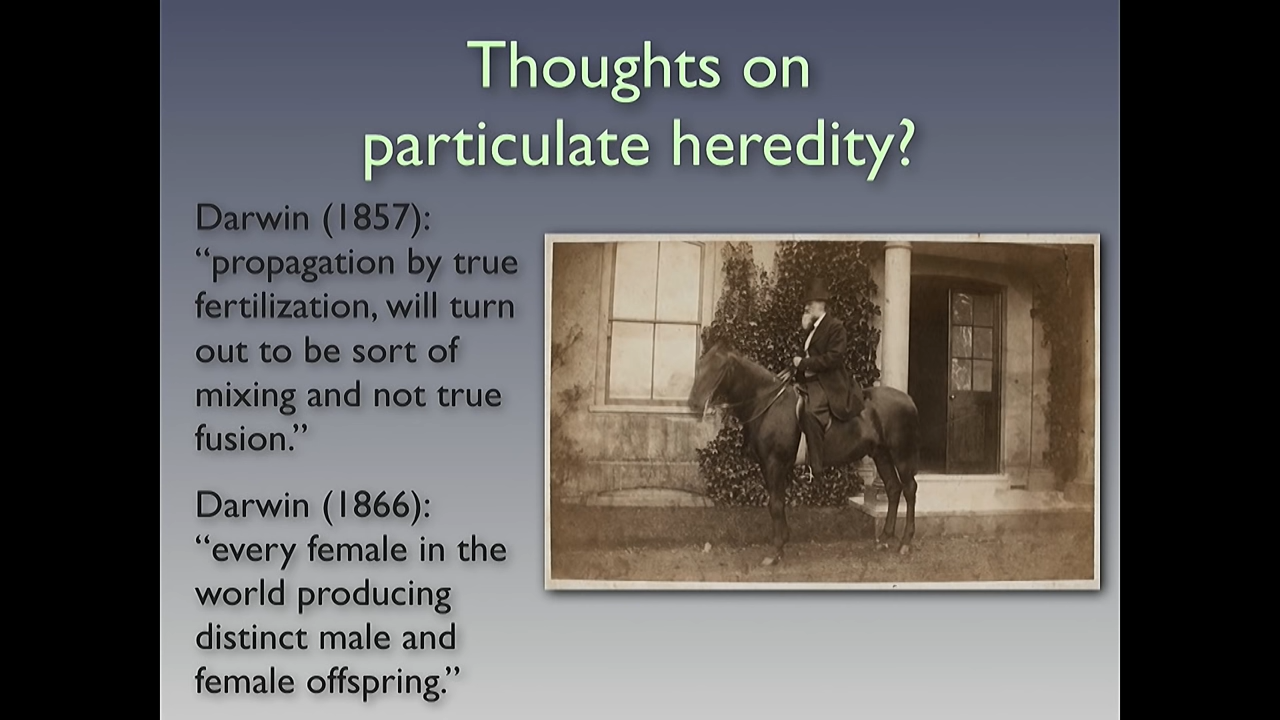 Thoughts on
particulate heredity?
Darwin (1857):
“propagation by true
fertilization, will turn
out to be sort of
mixing and not true
fusion.”
Darwin (1866):
“every female in the
world producing
distinct male and
female offspring.”